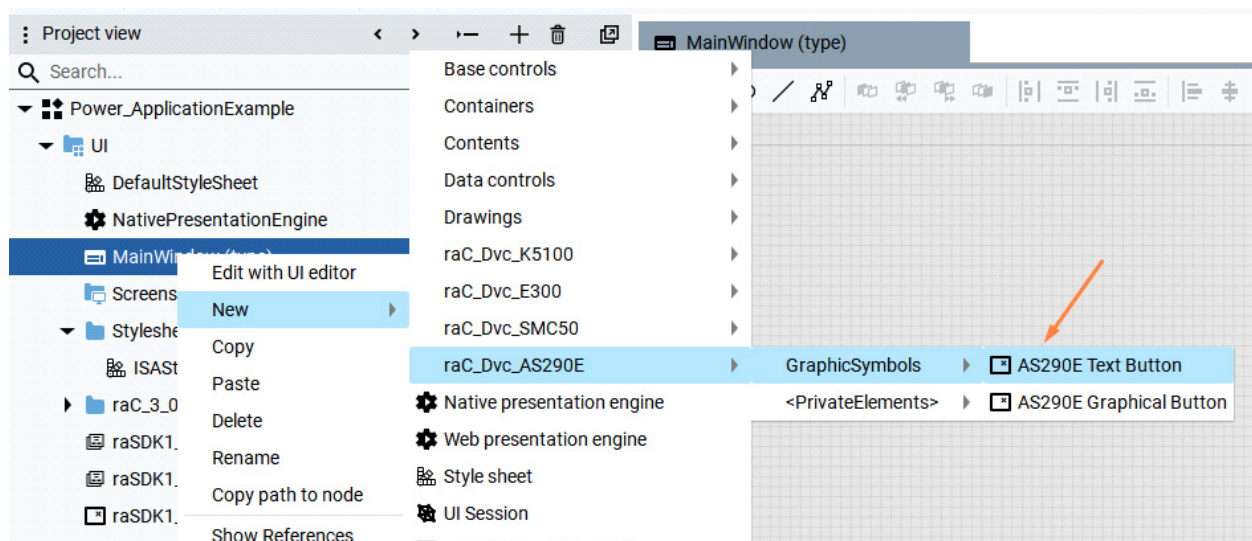 Project view
Search...
Power_ApplicationExample
UI
DefaultStyleSheet
NativePresentationEngine
MainWindow (type)
Screens
Styleshe
ISASt
raC_3_0
raSDK1_
raSDK1_
raSDK1_
Edit with UI editor
New
Copy
Paste
Delete
Rename
Copy path to node
Show References
Base controls
Containers
Contents
Data controls
Drawings
raC_Dvc_K5100
raC_Dvc_E300
raC_Dvc_SMC50
raC_Dvc_AS290E
Native presentation engine
Web presentation engine
Style sheet
UI Session
GraphicSymbols
<PrivateElements>
AS290E Text Button
AS290E Graphical Button
MainWindow (type)